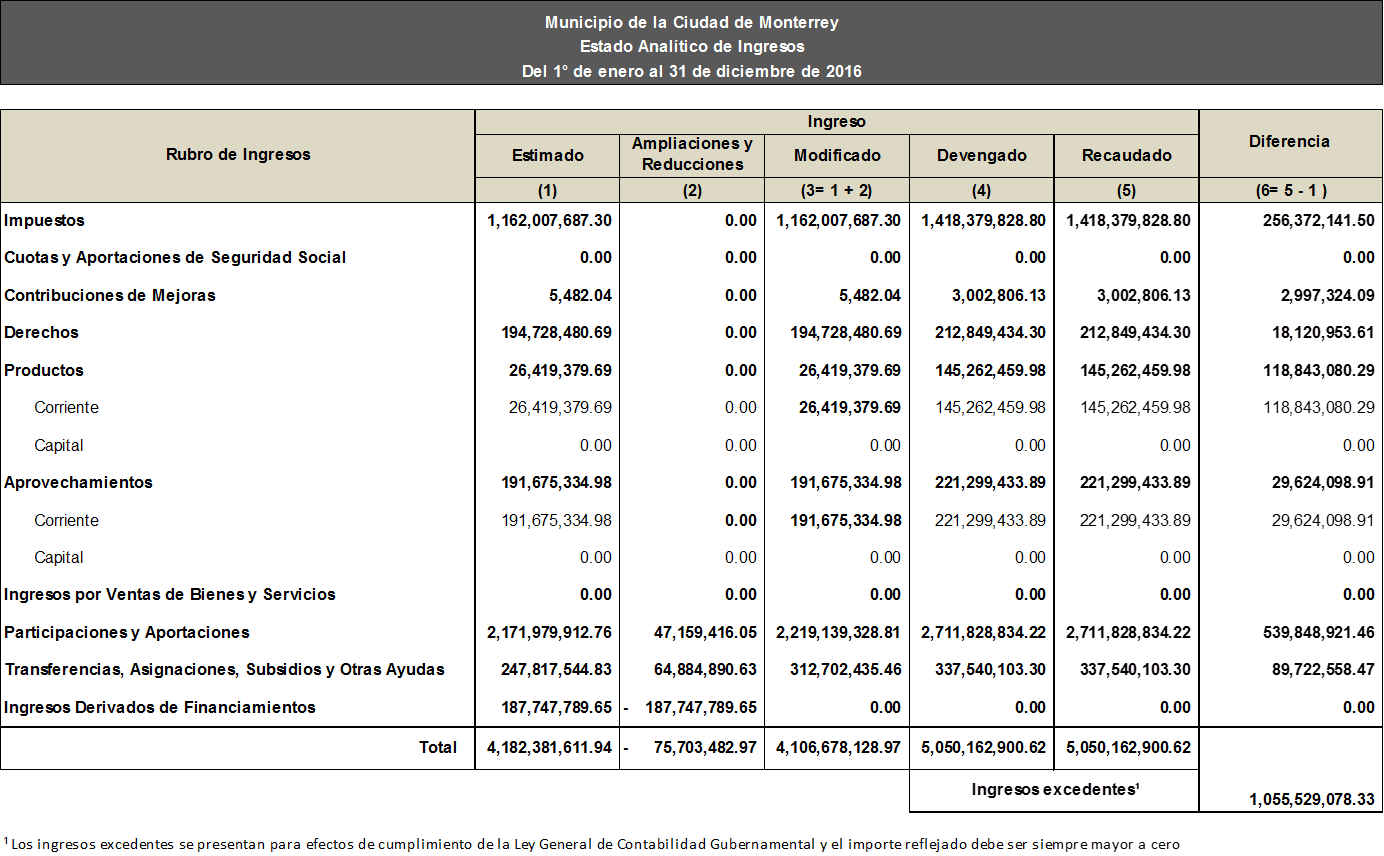 Municipio de la Ciudad de Monterrey
Estado Analítico de Ingresos
Del 1° de enero al 31 de diciembre de 2016
Rubro de Ingresos
Ingreso
Diferencia
Estimado
Ampliaciones y
Reducciones
Modificado
Devengado
Recaudado
(1) (2) (3= 1 + 2) (4) (5) (6= 5 - 1 )
Impuestos 1,162,007,687.30 0.00 1,162,007,687.30 1,418,379,828.80 1,418,379,828.80 256,372,141.50
Cuotas y Aportaciones de Seguridad Social 0.00 0.00 0.00 0.00 0.00 0.00
Contribuciones de Mejoras 5,482.04 0.00 5,482.04 3,002,806.13 3,002,806.13 2,997,324.09
Derechos 194,728,480.69 0.00 194,728,480.69 212,849,434.30 212,849,434.30 18,120,953.61
Productos 26,419,379.69 0.00 26,419,379.69 145,262,459.98 145,262,459.98 118,843,080.29
Corriente 26,419,379.69 0.00 26,419,379.69 145,262,459.98 145,262,459.98 118,843,080.29
Capital 0.00 0.00 0.00 0.00 0.00 0.00
Aprovechamientos 191,675,334.98 0.00 191,675,334.98 221,299,433.89 221,299,433.89 29,624,098.91
Corriente 191,675,334.98 0.00 191,675,334.98 221,299,433.89 221,299,433.89 29,624,098.91
Capital 0.00 0.00 0.00 0.00 0.00 0.00
Ingresos por Ventas de Bienes y Servicios 0.00 0.00 0.00 0.00 0.00 0.00
Participaciones y Aportaciones 2,171,979,912.76 47,159,416.05 2,219,139,328.81 2,711,828,834.22 2,711,828,834.22 539,848,921.46
Transferencias, Asignaciones, Subsidios y Otras Ayudas 247,817,544.83 64,884,890.63 312,702,435.46 337,540,103.30 337,540,103.30 89,722,558.47
Ingresos Derivados de Financiamientos 187,747,789.65 - 187,747,789.65 0.00 0.00 0.00 0.00
Total 4,182,381,611.94 - 75,703,482.97 4,106,678,128.97 5,050,162,900.62 5,050,162,900.62
Ingresos excedentes¹
1,055,529,078.33
¹ Los ingresos excedentes se presentan para efectos de cumplimiento de la Ley General de Contabilidad Gubernamental y el importe reflejado debe ser siempre mayor a cero